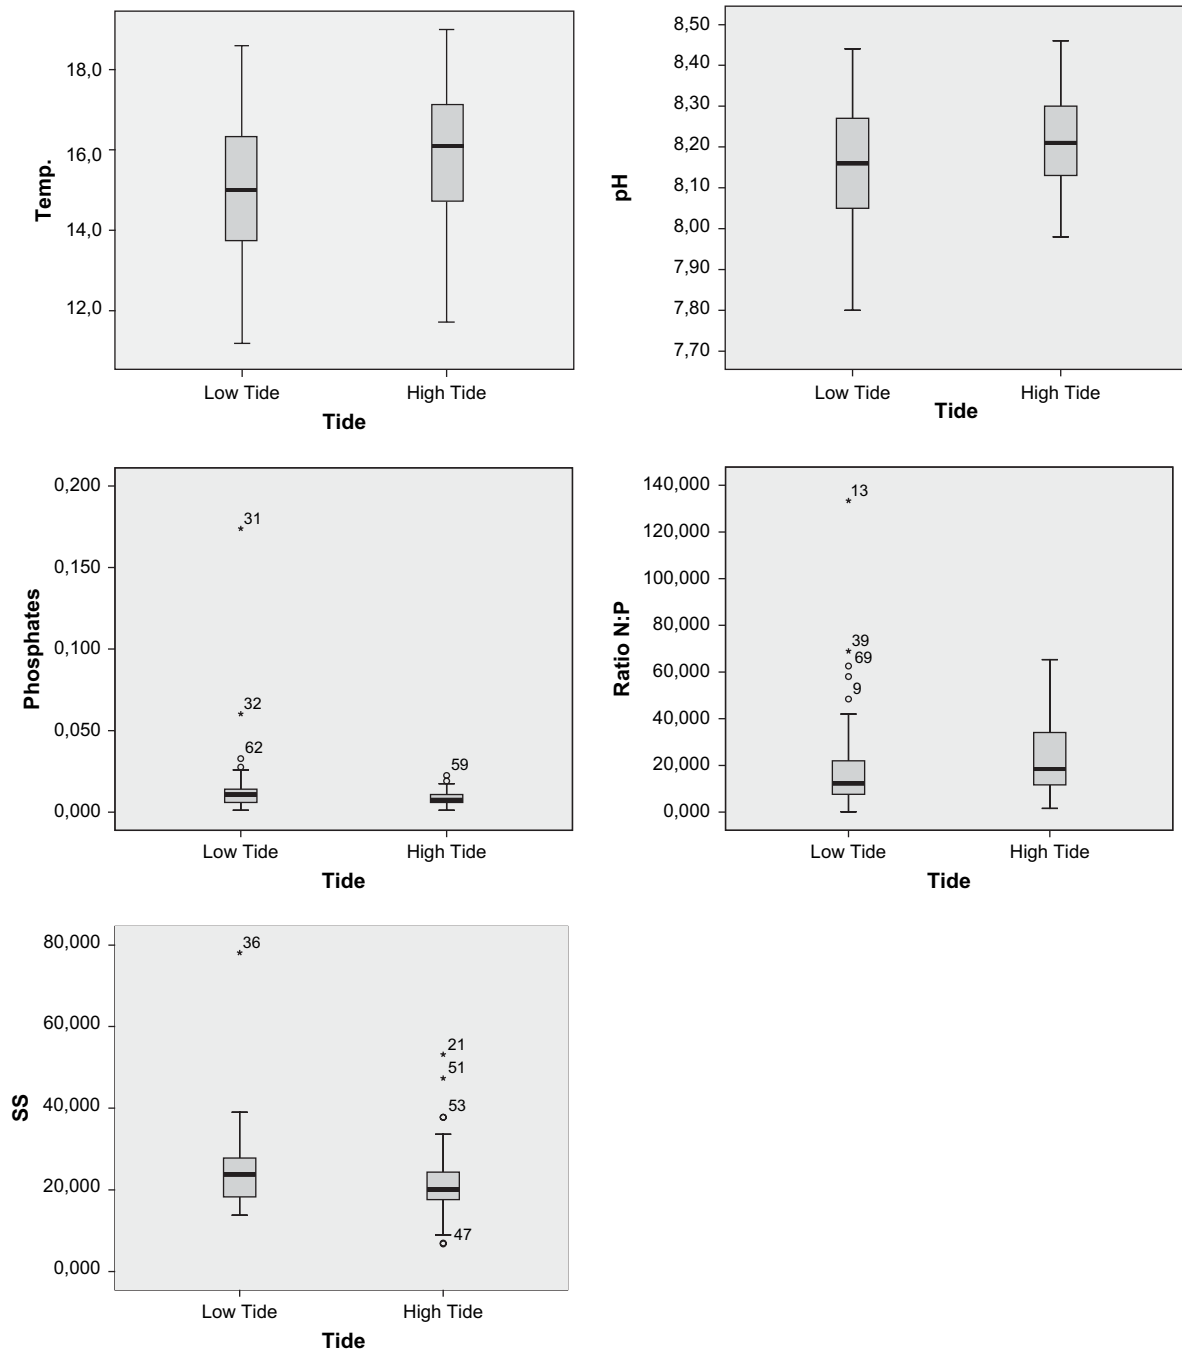 Temp.
18,0
16,0
14,0
12,0
Low Tide
High Tide
Tide
pH
8,50
8,40
8,30
8,20
8,10
8,00
7,90
7,80
7,70
Low Tide
High Tide
Tide
Phosphates
0,200
0,150
0,100
0,050
0,000
31
32
62
59
Low Tide
High Tide
Tide
Ratio N:P
140,000
120,000
100,000
80,000
60,000
40,000
20,000
0,000
13
39
69
9
Low Tide
High Tide
Tide
SS
80,000
60,000
40,000
20,000
0,000
36
21
51
53
47
Low Tide
High Tide
Tide